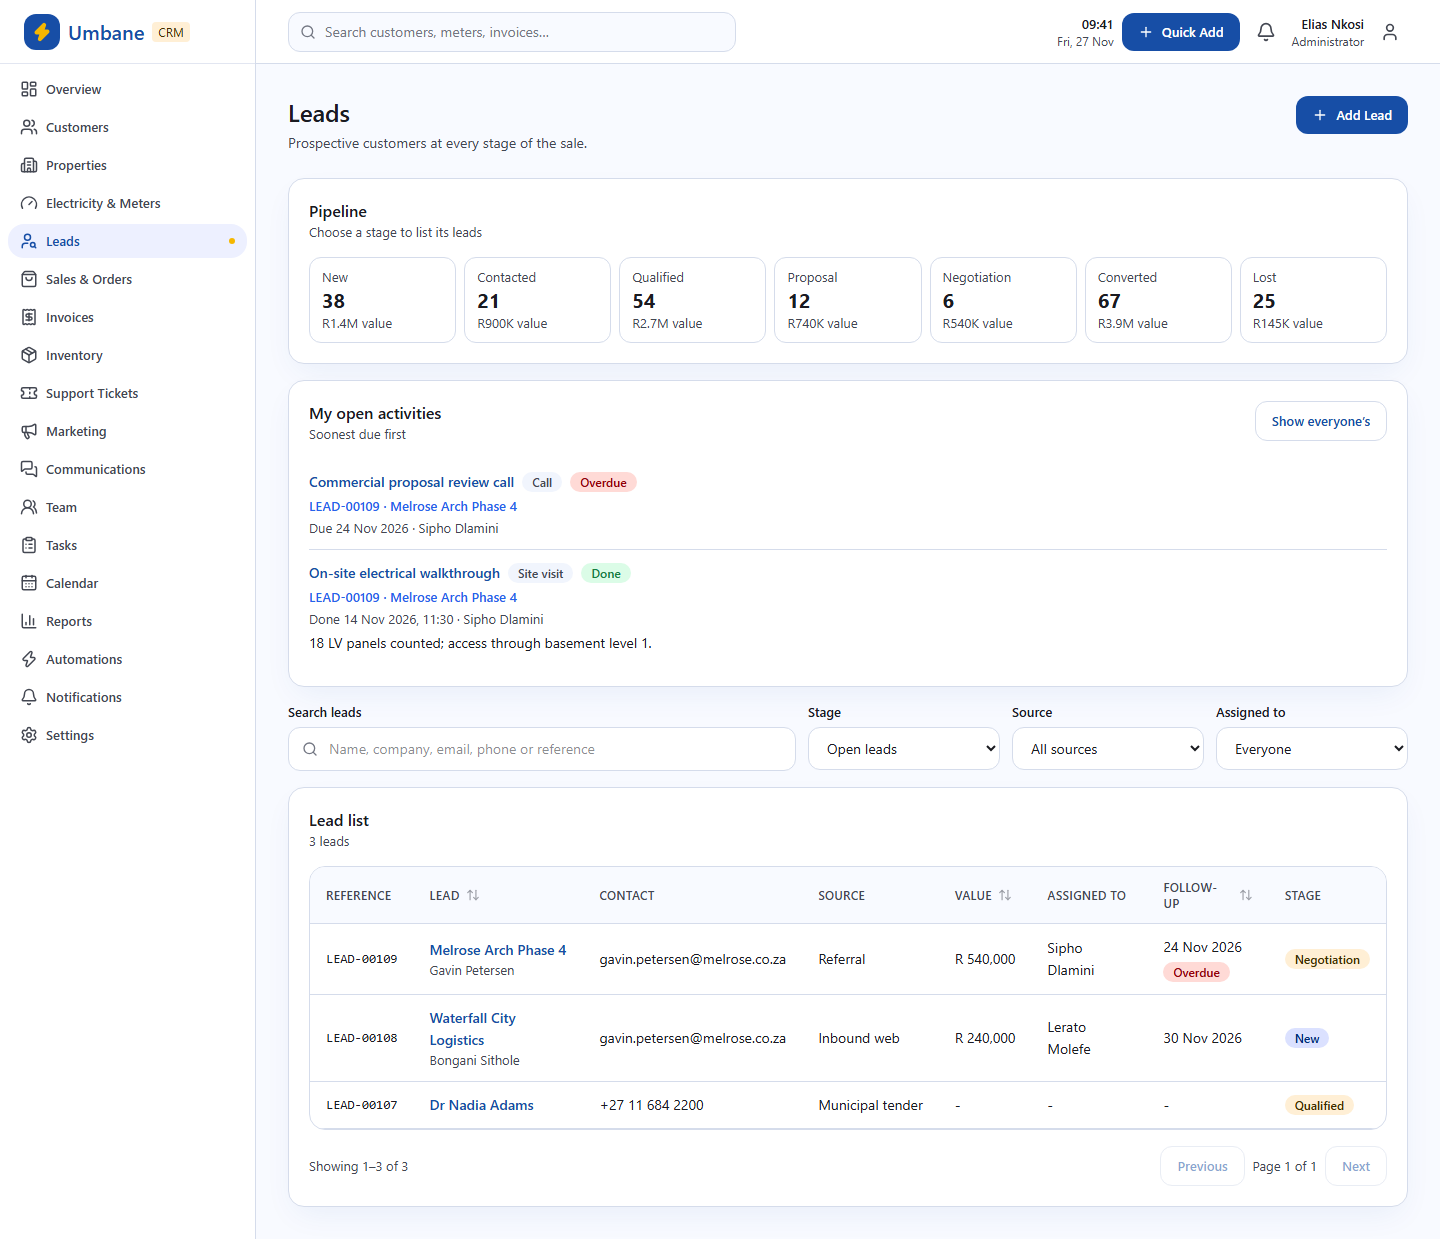 Umbane CRM
Search customers, meters, invoices...
09:41
Fri, 27 Nov
Quick Add
Elias Nkosi
Administrator
Overview
Customers
Properties
Electricity & Meters
Leads
Sales & Orders
Invoices
Inventory
Support Tickets
Marketing
Communications
Team
Tasks
Calendar
Reports
Automations
Notifications
Settings
Leads
Prospective customers at every stage of the sale.
Add Lead
Pipeline
Choose a stage to list its leads
New
38
R1.4M value
Contacted
21
R900K value
Qualified
54
R2.7M value
Proposal
12
R740K value
Negotiation
6
R540K value
Converted
67
R3.9M value
Lost
25
R145K value
My open activities
Soonest due first
Show everyone's
Commercial proposal review call Call Overdue
LEAD-00109 · Melrose Arch Phase 4
Due 24 Nov 2026 · Sipho Dlamini
On-site electrical walkthrough Site visit Done
LEAD-00109 · Melrose Arch Phase 4
Done 14 Nov 2026, 11:30 · Sipho Dlamini
18 LV panels counted; access through basement level 1.
Search leads
Name, company, email, phone or reference
Stage
Open leads
Source
All sources
Assigned to
Everyone
Lead list
3 leads
REFERENCE LEAD CONTACT SOURCE VALUE ASSIGNED TO FOLLOW-
UP STAGE
LEAD-00109
Melrose Arch Phase 4
Gavin Petersen
gavin.petersen@melrose.co.za
Referral
R 540,000
Sipho
Dlamini
24 Nov 2026
Overdue
Negotiation
LEAD-00108
Waterfall City
Logistics
Bongani Sithole
gavin.petersen@melrose.co.za
Inbound web
R 240,000
Lerato
Molefe
30 Nov 2026
New
LEAD-00107
Dr Nadia Adams
+27 11 684 2200
Municipal tender
-
-
-
Qualified
Showing 1–3 of 3
Previous
Page 1 of 1
Next